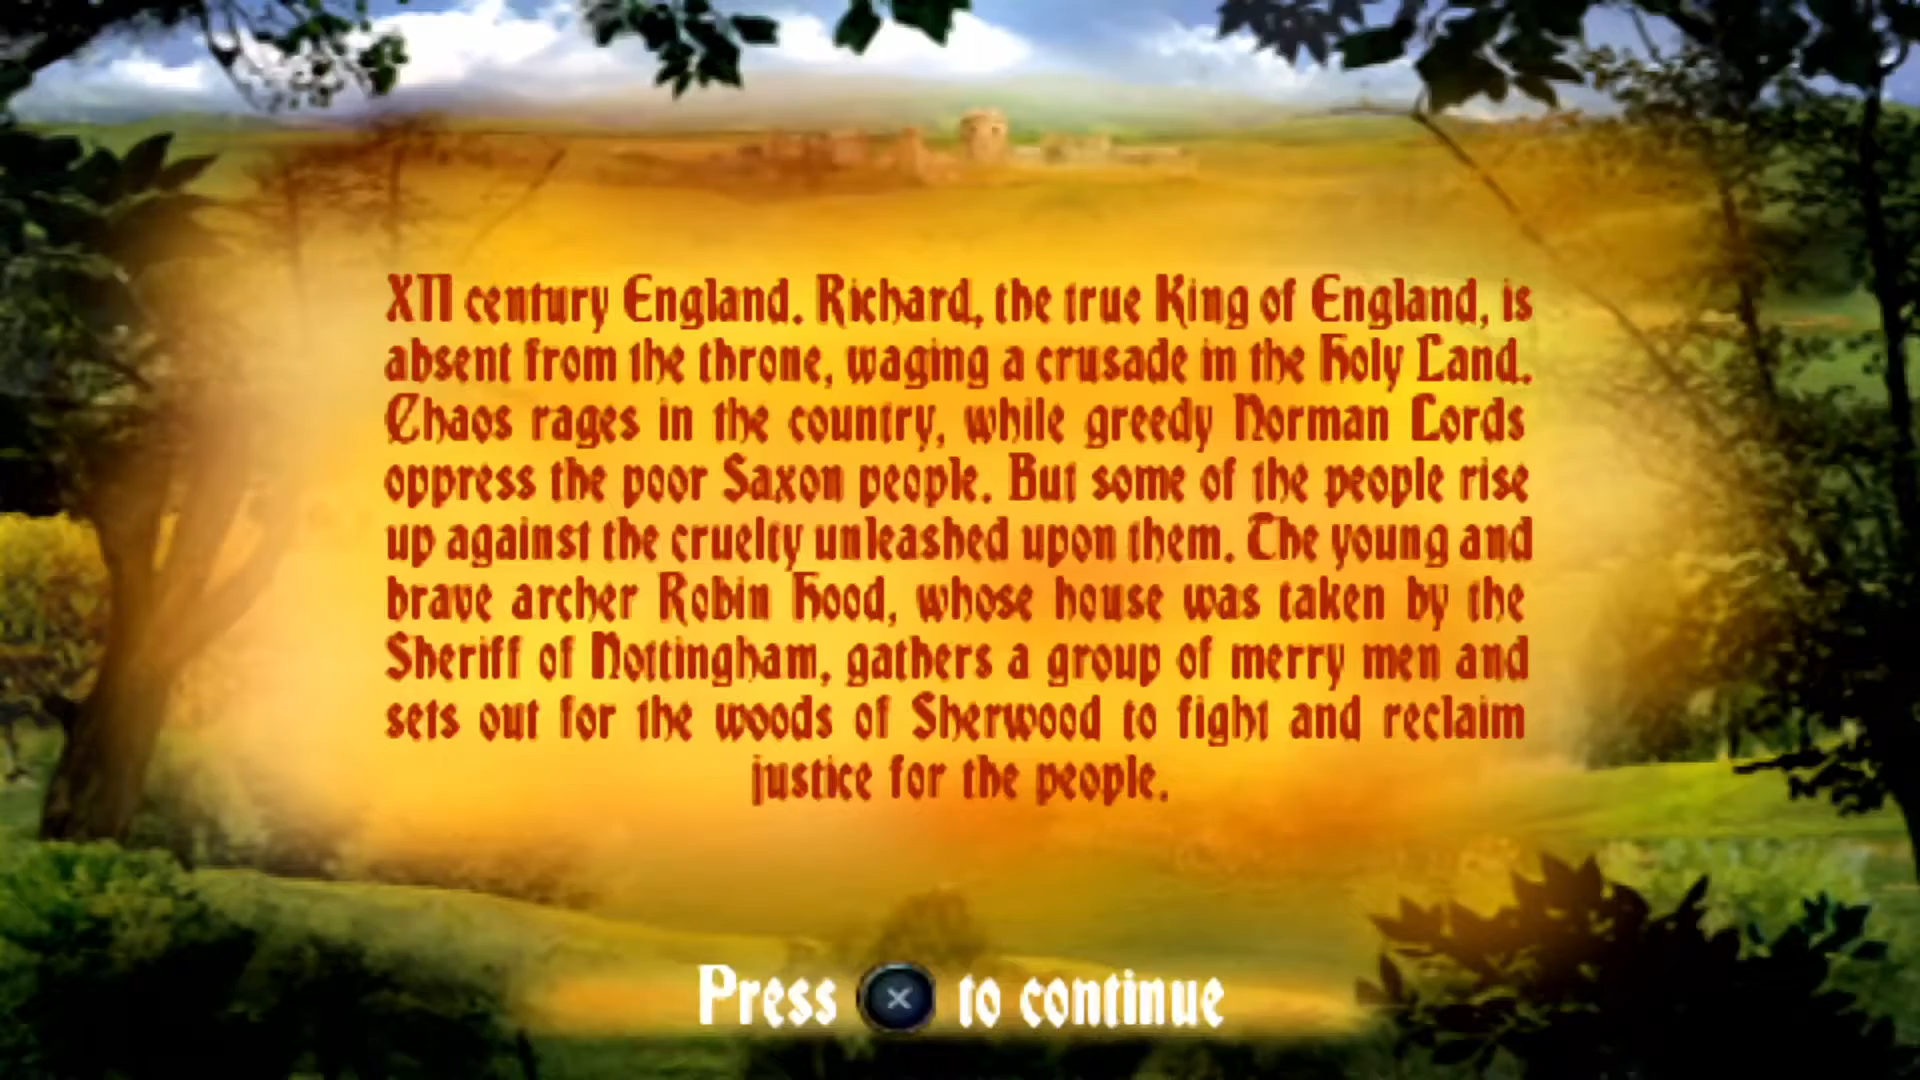 XII century England. Richard, the true King of England, is
absent from the throne, waging a crusade in the Holy Land.
Chaos rages in the country, while greedy Norman Lords
oppress the poor Saxon people. But some of the people rise
up against the cruelty unleashed upon them. The young and
brave archer Robin Hood, whose house was taken by the
Sheriff of Nottingham, gathers a group of merry men and
sets out for the woods of Sherwood to fight and reclaim
justice for the people.
Press ✕ to continue